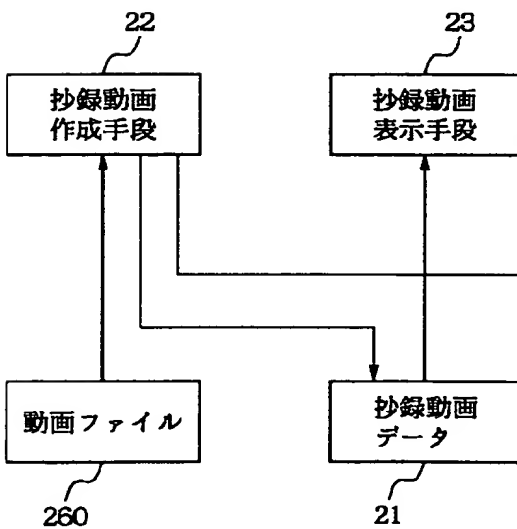 22
23
抄録動画
作成手段
抄録動画
表示手段
動画ファイル
抄録動画
データ
260
21